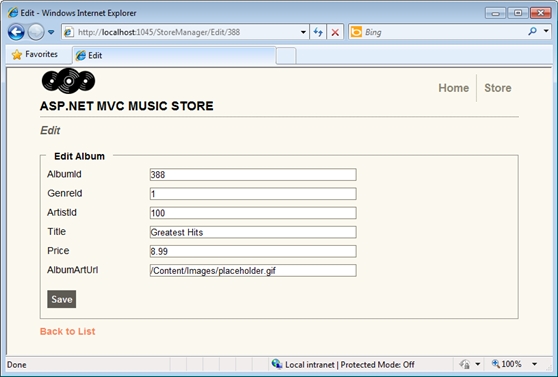 Edit - Windows Internet Explorer
http://localhost:1045/StoreManager/Edit/388
Bing
Favorites
Edit
Home
Store
ASP.NET MVC MUSIC STORE
Edit
Edit Album
AlbumId 388
GenreId 1
ArtistId 100
Title Greatest Hits
Price 8.99
AlbumArtUrl /Content/Images/placeholder.gif
Save
Back to List
Done
Local intranet | Protected Mode: Off
100%